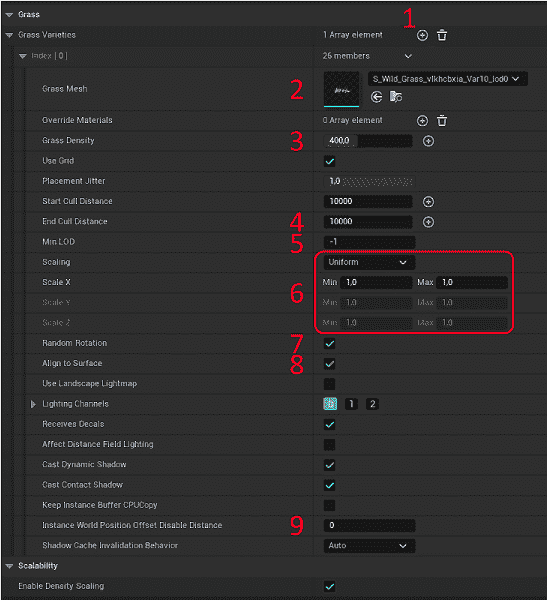 1
Grass
Grass Varieties 1 Array element
Index [ 0 ] 26 members
2 Grass Mesh S_Wild_Grass_vlkhcbxia_Var10_lod0
Override Materials 0 Array element
3 Grass Density 400,0
Use Grid
Placement Jitter 1,0
Start Cull Distance 10000
4 End Cull Distance 10000
5 Min LOD -1
Scaling Uniform
6 Scale X Min 1,0 Max 1,0
Scale Y Min 1,0 Max 1,0
Scale Z Min 1,0 Max 1,0
7 Random Rotation
8 Align to Surface
Use Landscape Lightmap
Lighting Channels 0 1 2
Receives Decals
Affect Distance Field Lighting
Cast Dynamic Shadow
Cast Contact Shadow
Keep Instance Buffer CPUCopy
9 Instance World Position Offset Disable Distance 0
Shadow Cache Invalidation Behavior Auto
Scalability
Enable Density Scaling